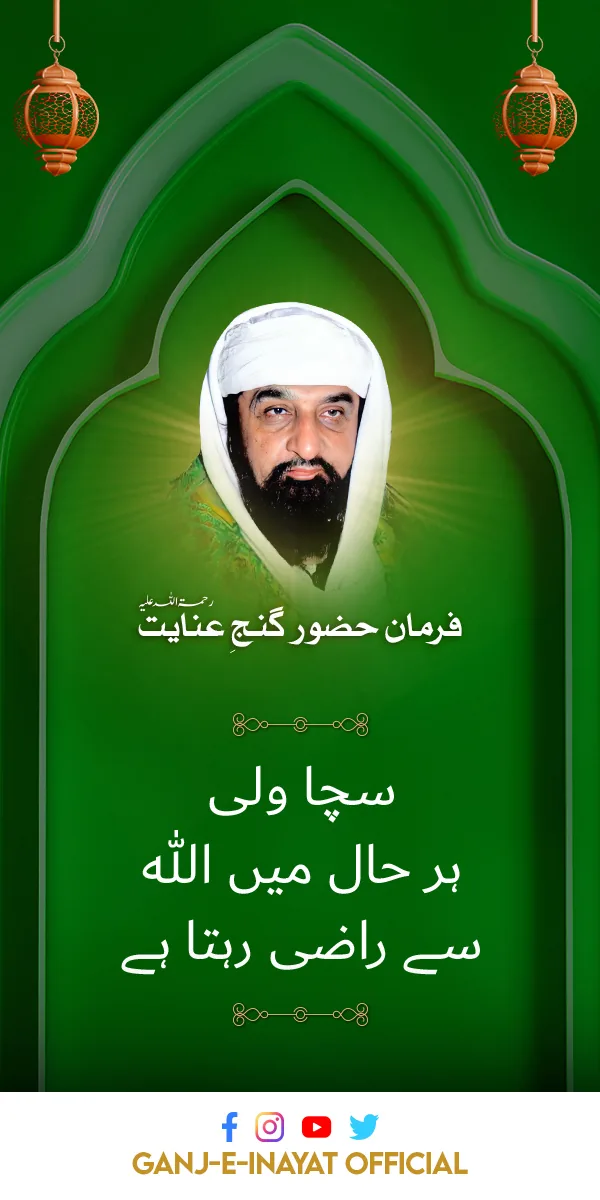 رحمۃ اللہ علیہ
فرمان حضور گنجِ عنایت
سچا ولی
ہر حال میں اللہ
سے راضی رہتا ہے
GANJ-E-INAYAT OFFICIAL